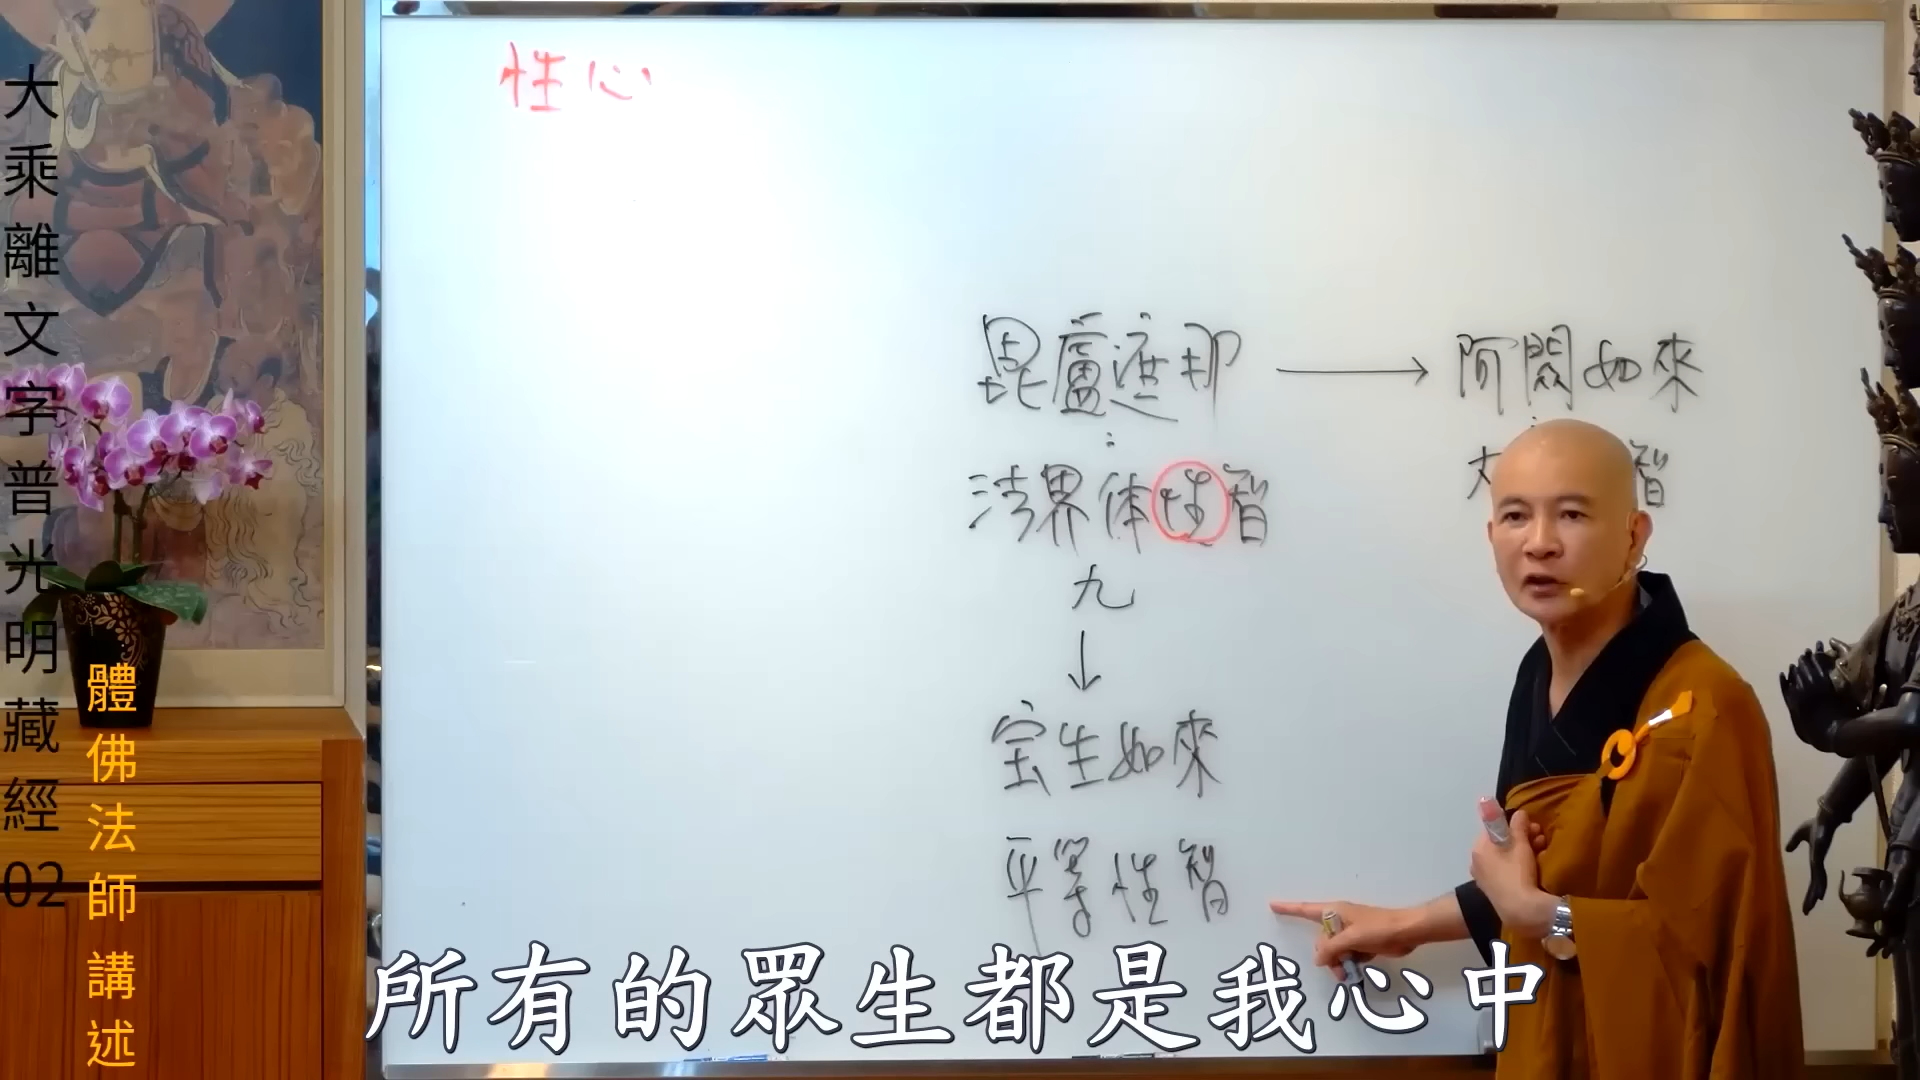 大乘離文字普光明藏經02
體佛法師講述
性心
毘盧遮那 → 阿閦如來
法界体性智
大 智
九
↓
宝生如來
平等性智
所有的眾生都是我心中